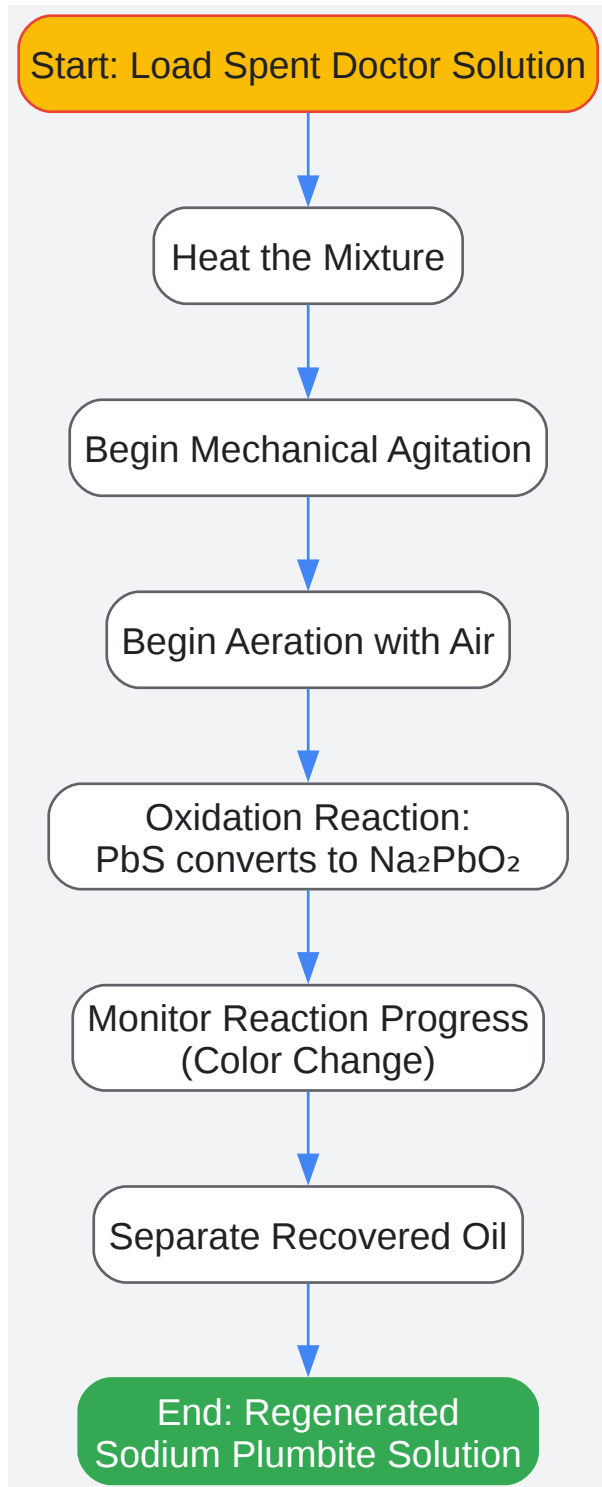 Start: Load Spent Doctor Solution
Heat the Mixture
Begin Mechanical Agitation
Begin Aeration with Air
Oxidation Reaction:
PbS converts to Na₂PbO₂
Monitor Reaction Progress
(Color Change)
Separate Recovered Oil
End: Regenerated
Sodium Plumbite Solution